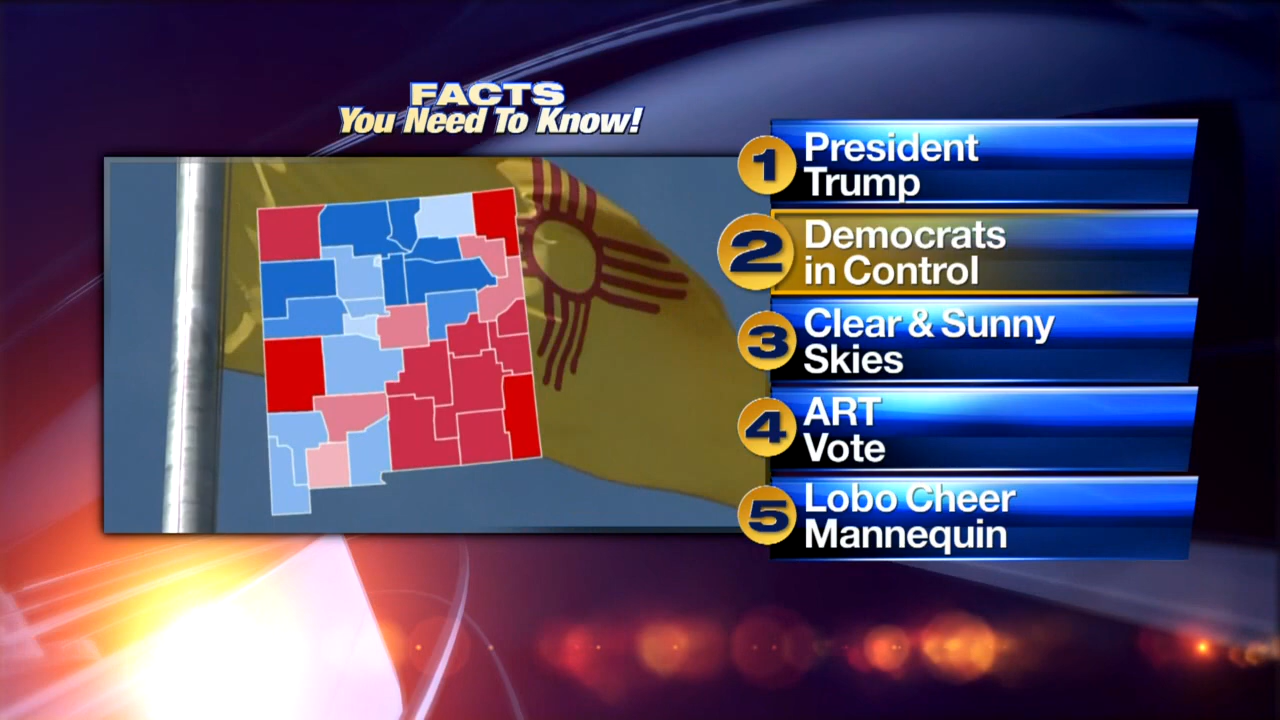 FACTS
You Need To Know!
1
President
Trump
2
Democrats
in Control
3
Clear & Sunny
Skies
4
ART
Vote
5
Lobo Cheer
Mannequin